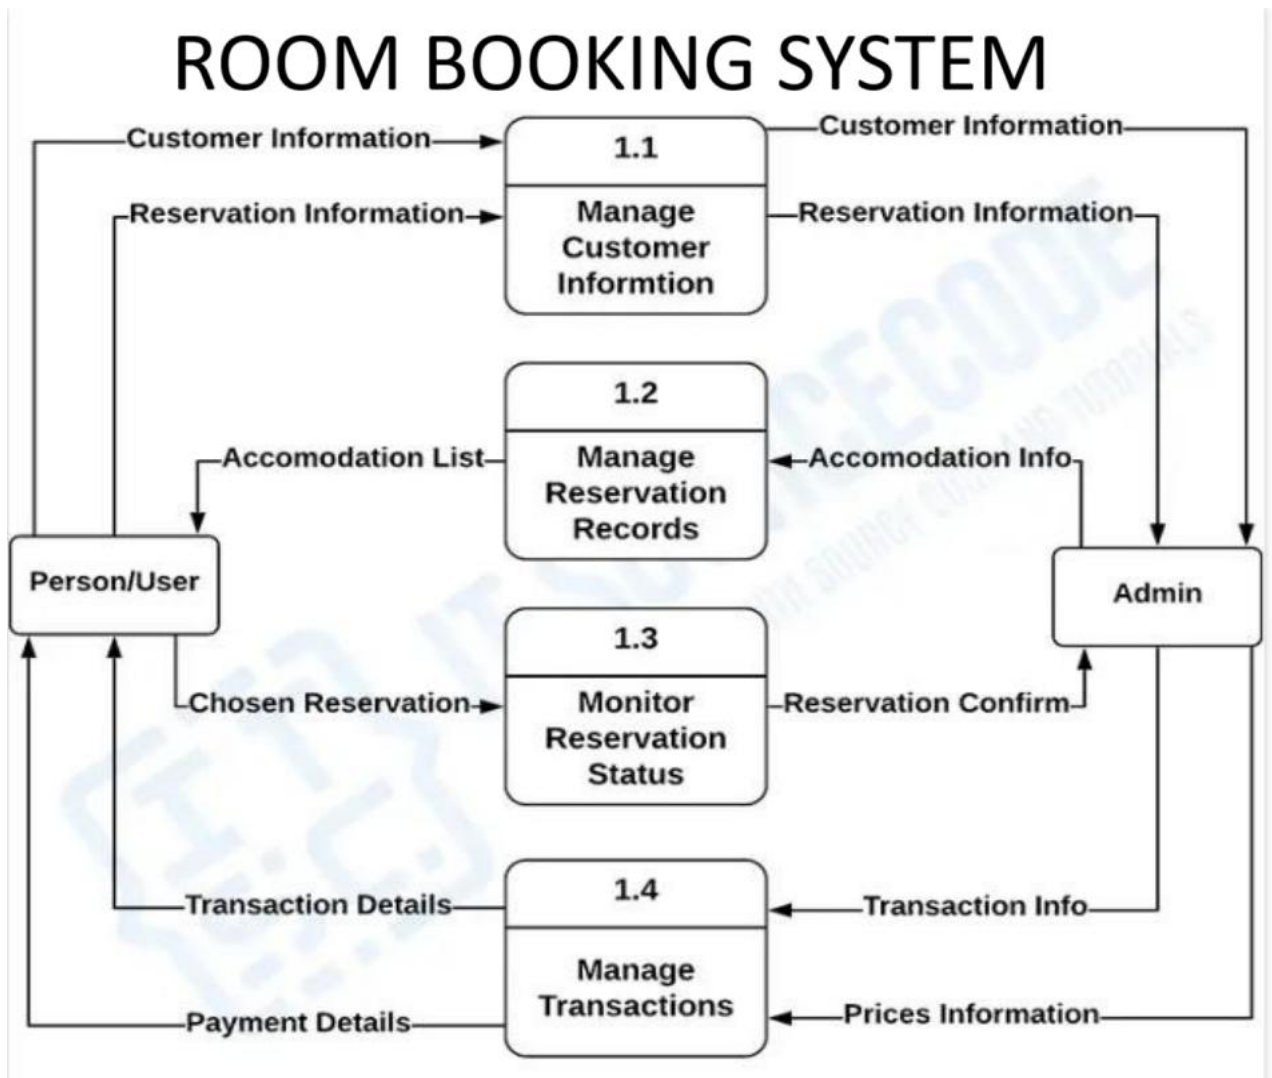 ROOM BOOKING SYSTEM
Customer Information
1.1
Customer Information
Reservation Information
Manage
Customer
Informtion
Reservation Information
1.2
Accomodation List
Manage
Reservation
Records
Accomodation Info
Person/User
Admin
1.3
Chosen Reservation
Monitor
Reservation
Status
Reservation Confirm
1.4
Transaction Details
Transaction Info
Manage
Transactions
Payment Details
Prices Information
IT SOURCECODE